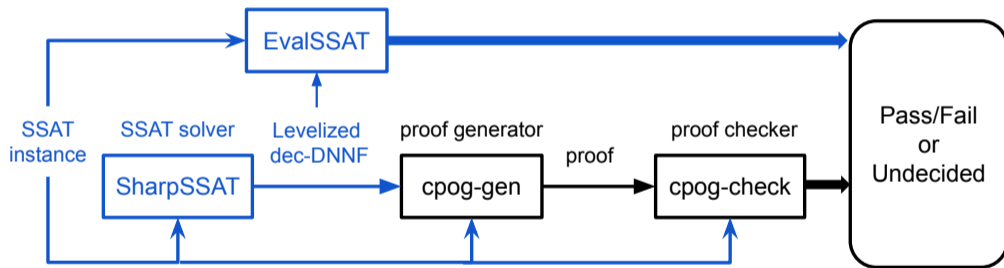 EvalSSAT
SSAT
instance
SSAT solver
Levelized
dec-DNNF
proof generator
proof
proof checker
SharpSSAT
cpog-gen
cpog-check
Pass/Fail
or
Undecided